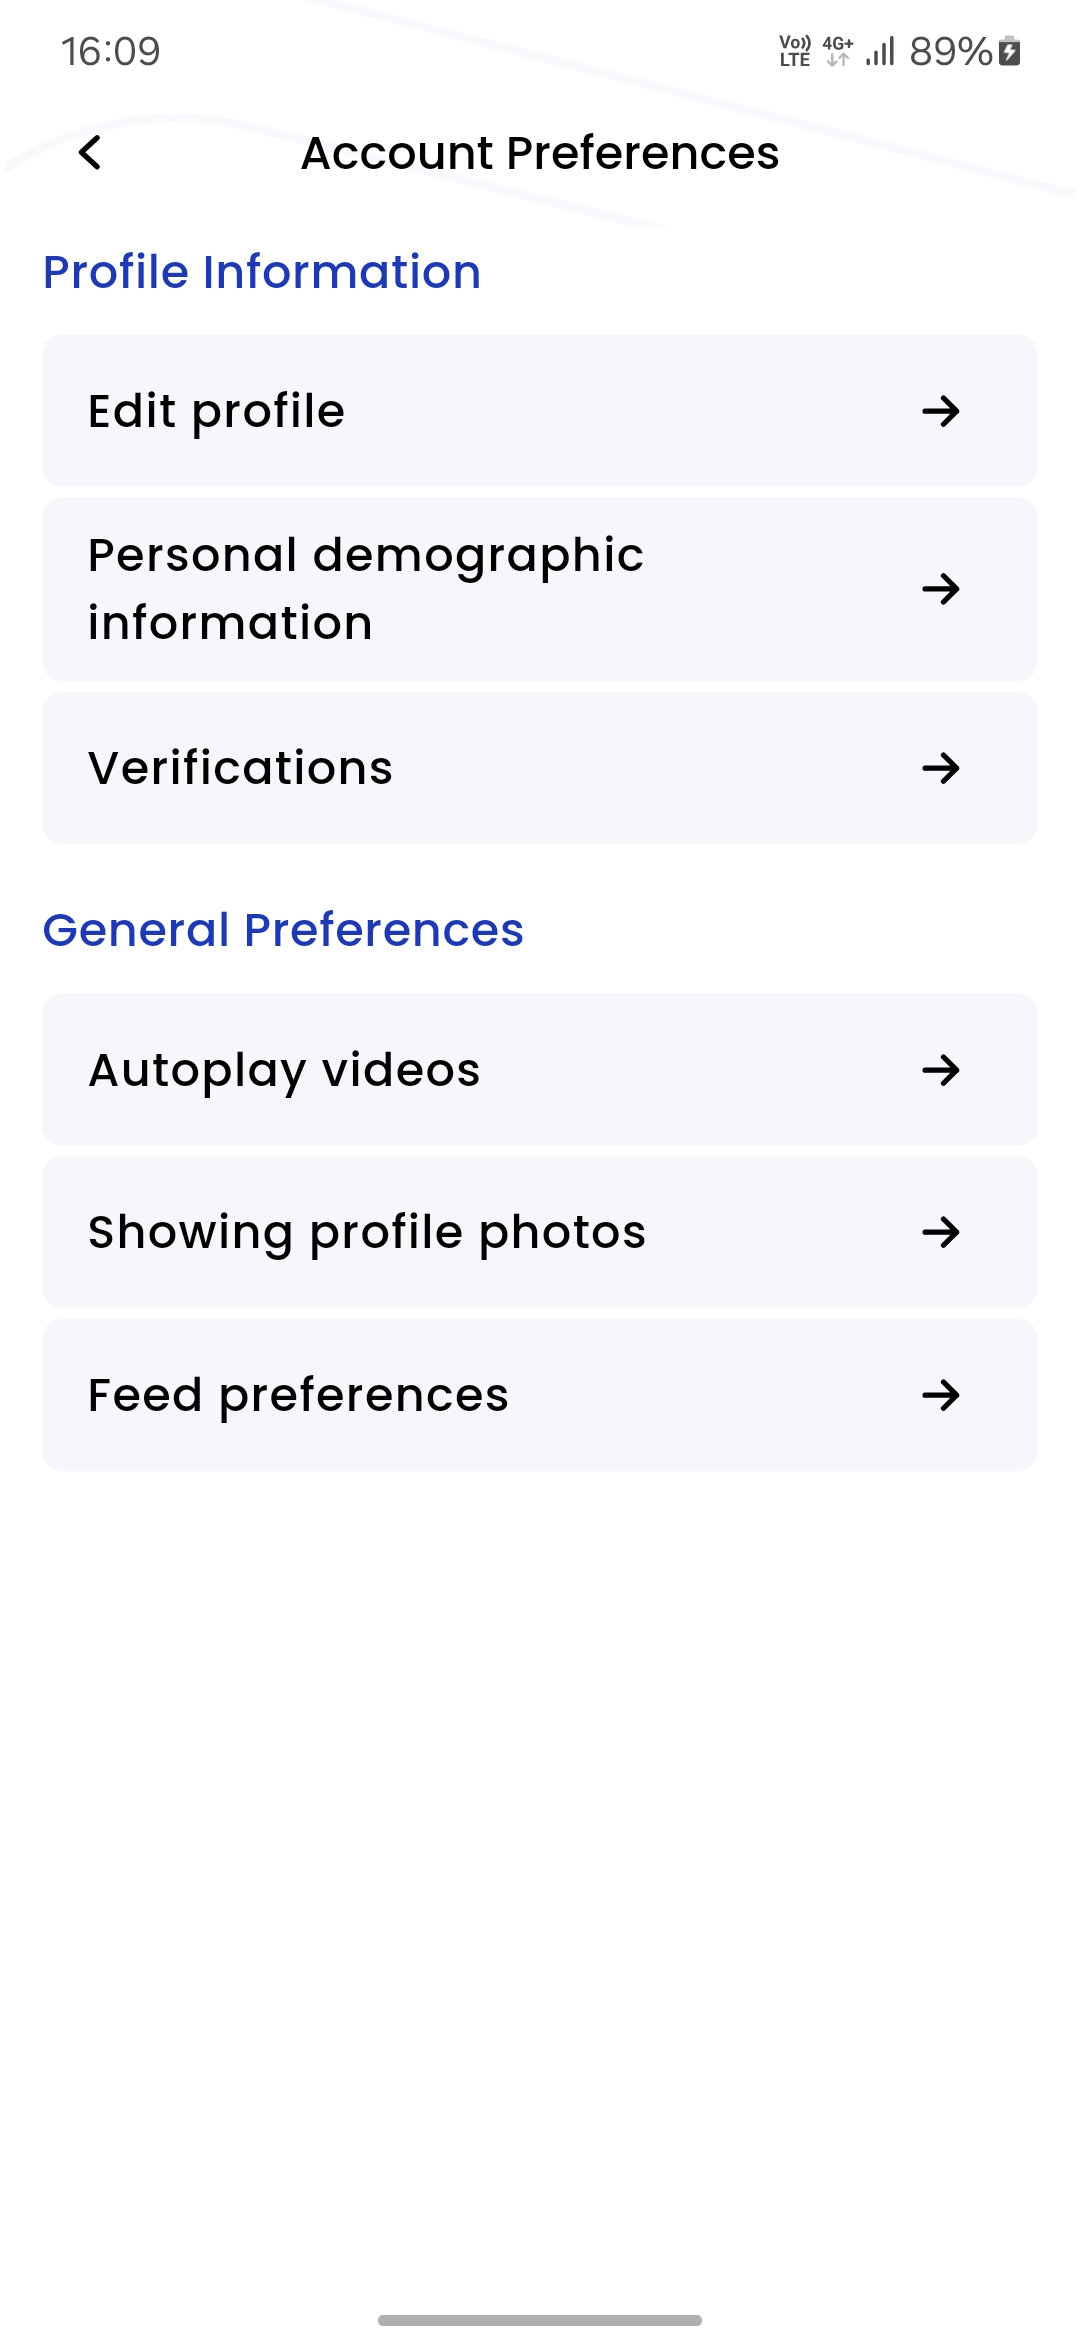 16:09
Vo)) LTE 4G+ 89%
Account Preferences
Profile Information
Edit profile
Personal demographic
information
Verifications
General Preferences
Autoplay videos
Showing profile photos
Feed preferences